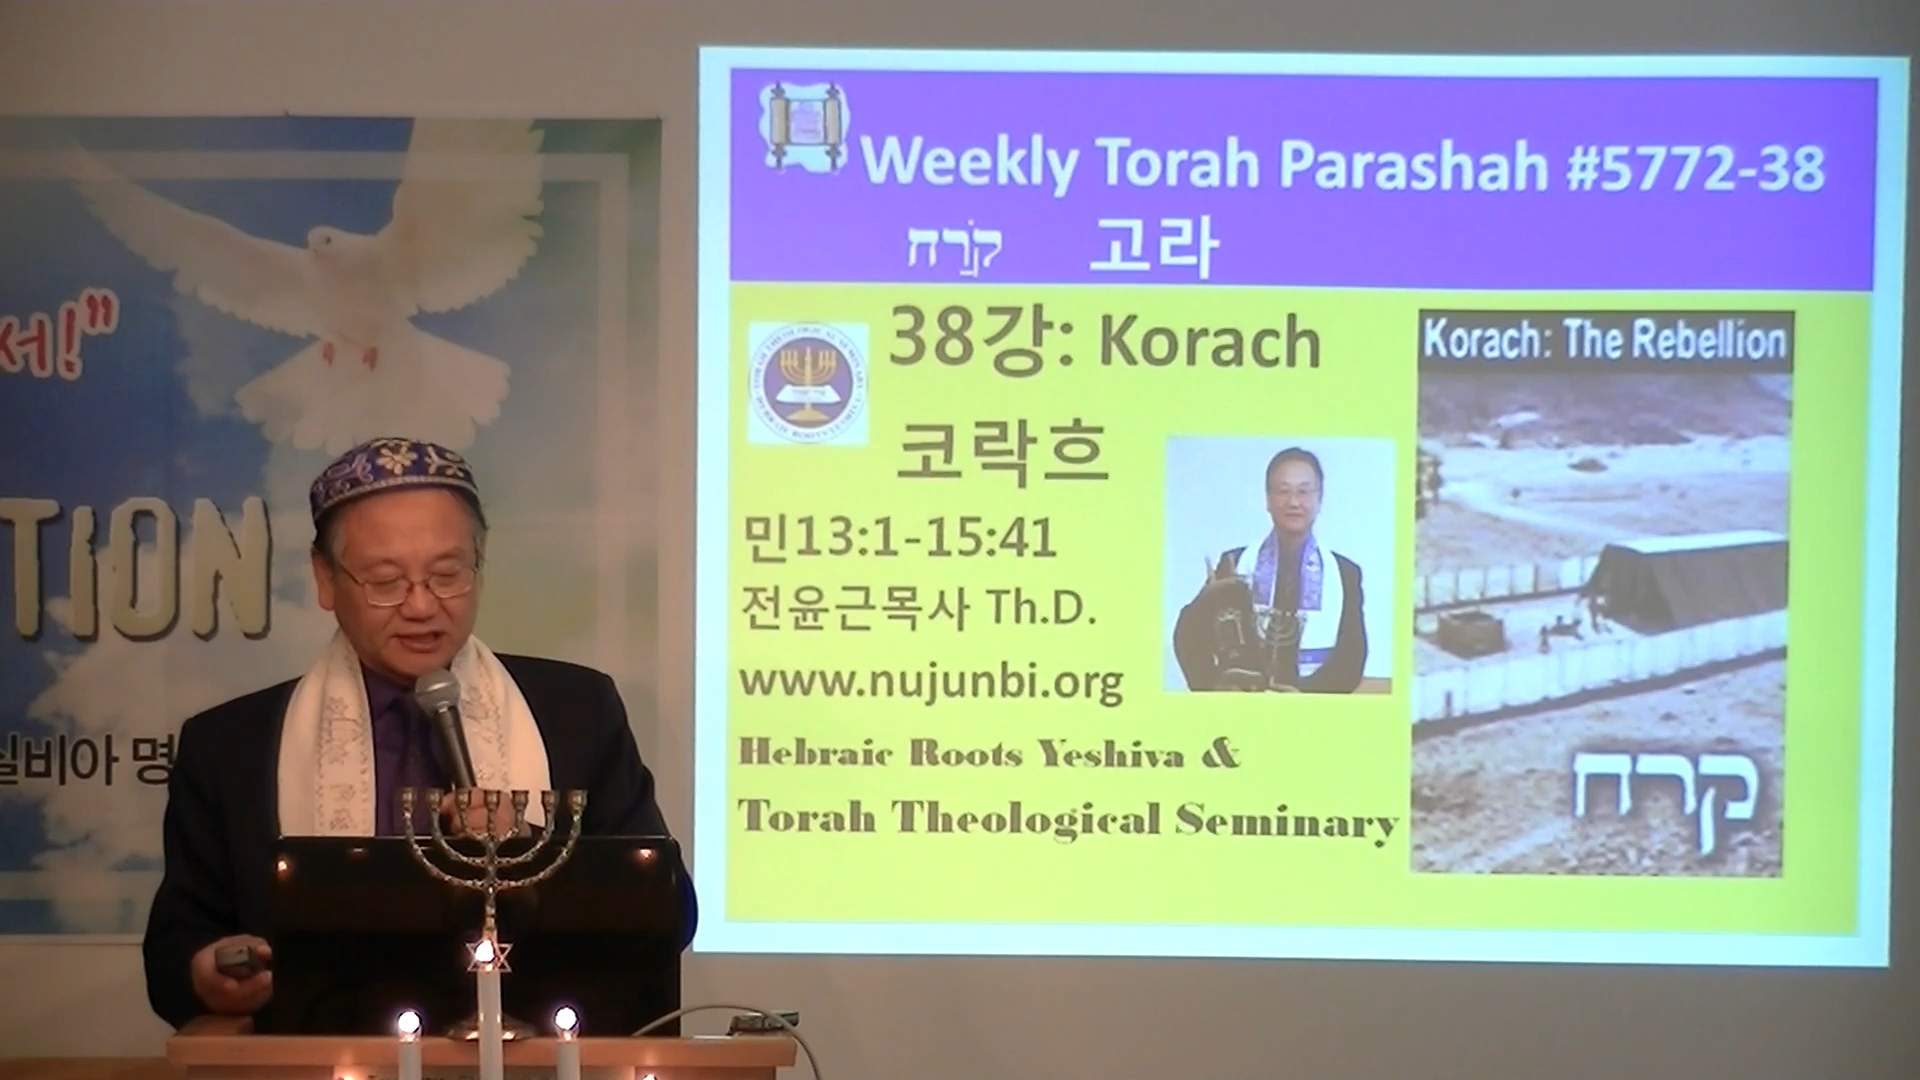 서!"
TION
실비아 명
Weekly Torah Parashah #5772-38
קֹרַח 고라
38강: Korach
코락흐
민13:1-15:41
전윤근목사 Th.D.
www.nujunbi.org
Hebraic Roots Yeshiva &
Torah Theological Seminary
Korach: The Rebellion
קרח